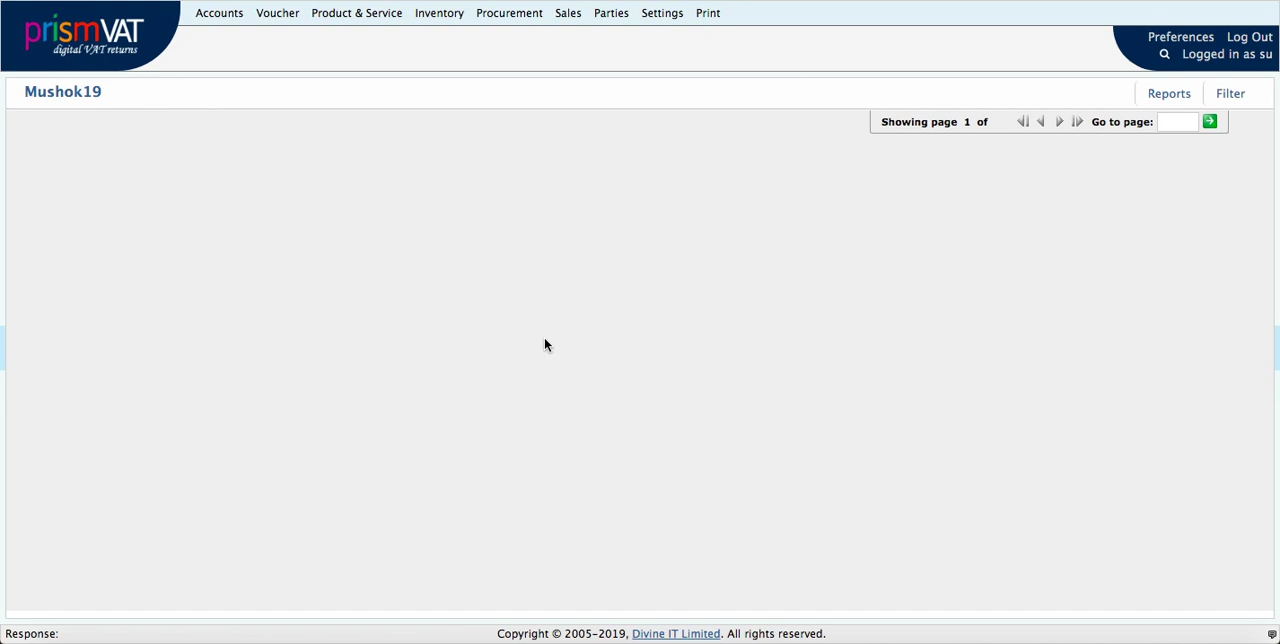 prismVAT
digital VAT returns
Accounts Voucher Product & Service Inventory Procurement Sales Parties Settings Print
Preferences Log Out
Logged in as su
Mushok19
Reports Filter
Showing page 1 of Go to page:
Response: Copyright © 2005-2019, Divine IT Limited. All rights reserved.